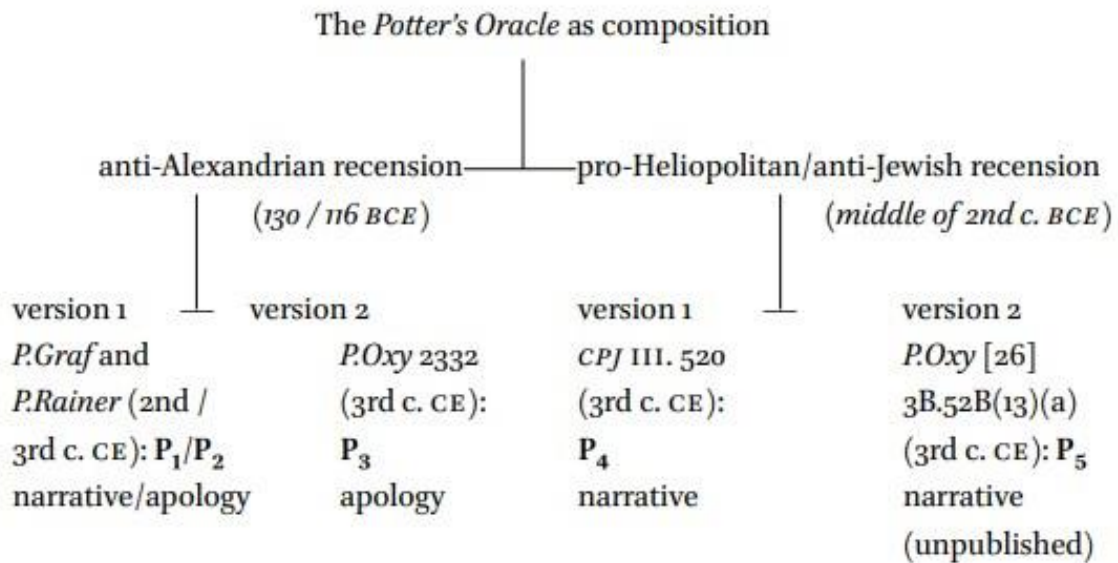 The Potter's Oracle as composition
anti-Alexandrian recension pro-Heliopolitan/anti-Jewish recension
(130 / 116 BCE) (middle of 2nd c. BCE)
version 1 version 2 version 1 version 2
P.Graf and P.Oxy 2332 CPJ III. 520 P.Oxy [26]
P.Rainer (2nd / (3rd c. CE): (3rd c. CE): 3B.52B(13)(a)
3rd c. CE): P1/P2 P3 P4 (3rd c. CE): P5
narrative/apology apology narrative narrative
(unpublished)